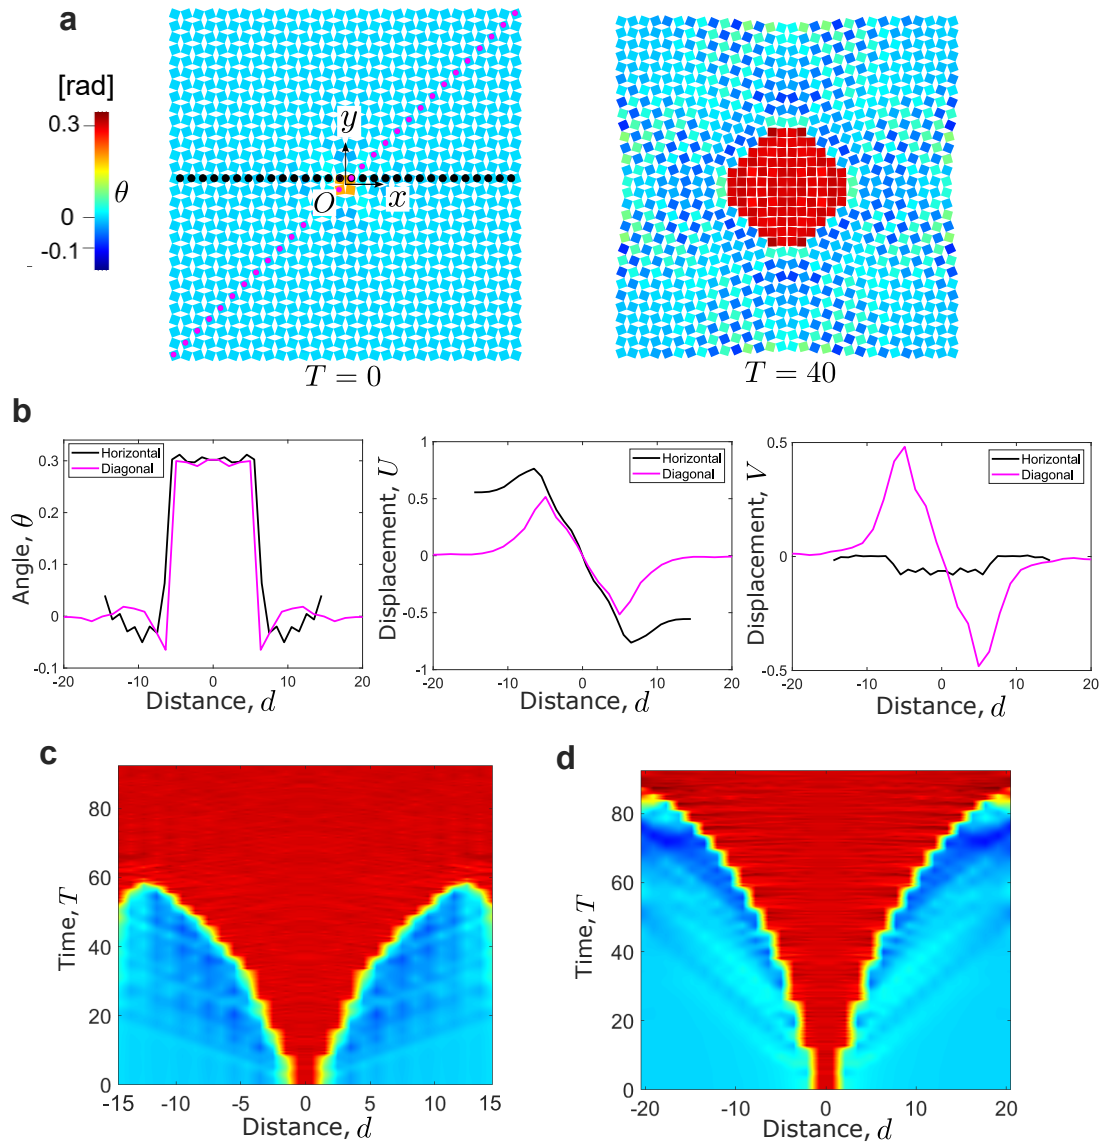 a
[rad]
0.3
θ
0
-0.1
y
O
x
T = 0
T = 40
b
Horizontal
Diagonal
0.3
0.2
0.1
0
-0.1
Angle, θ
-20 -10 0 10 20
Distance, d
Horizontal
Diagonal
1
0.5
0
-0.5
-1
Displacement, U
-20 -10 0 10 20
Distance, d
Horizontal
Diagonal
0.5
0
-0.5
Displacement, V
-20 -10 0 10 20
Distance, d
c
80
60
40
20
0
Time, T
-15 -10 -5 0 5 10 15
Distance, d
d
80
60
40
20
0
Time, T
-20 -10 0 10 20
Distance, d